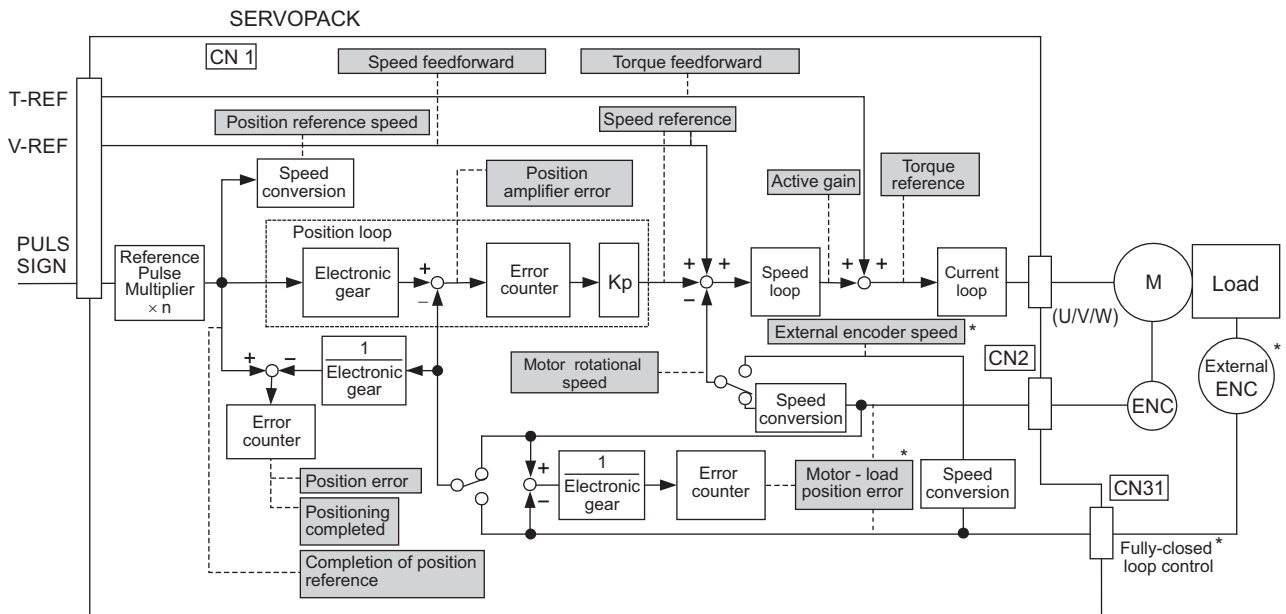 SERVOPACK
CN 1
Speed feedforward
Torque feedforward
T-REF
Position reference speed
Speed reference
V-REF
Speed
conversion
Position
amplifier error
Active gain
Torque
reference
PULS
SIGN
Position loop
Reference
Pulse
Multiplier
× n
Electronic
gear
+
−
Error
counter
Kp
+
+
+
−
Speed
loop
+
+
Current
loop
(U/V/W)
M
Load
External encoder speed *
CN2
+
−
1
Electronic
gear
Motor rotational
speed
Speed
conversion
ENC
External
ENC
*
Error
counter
Position error
Positioning
completed
Completion of position
reference
+
−
1
Electronic
gear
Error
counter
Motor - load
position error
*
Speed
conversion
CN31
Fully-closed *
loop control